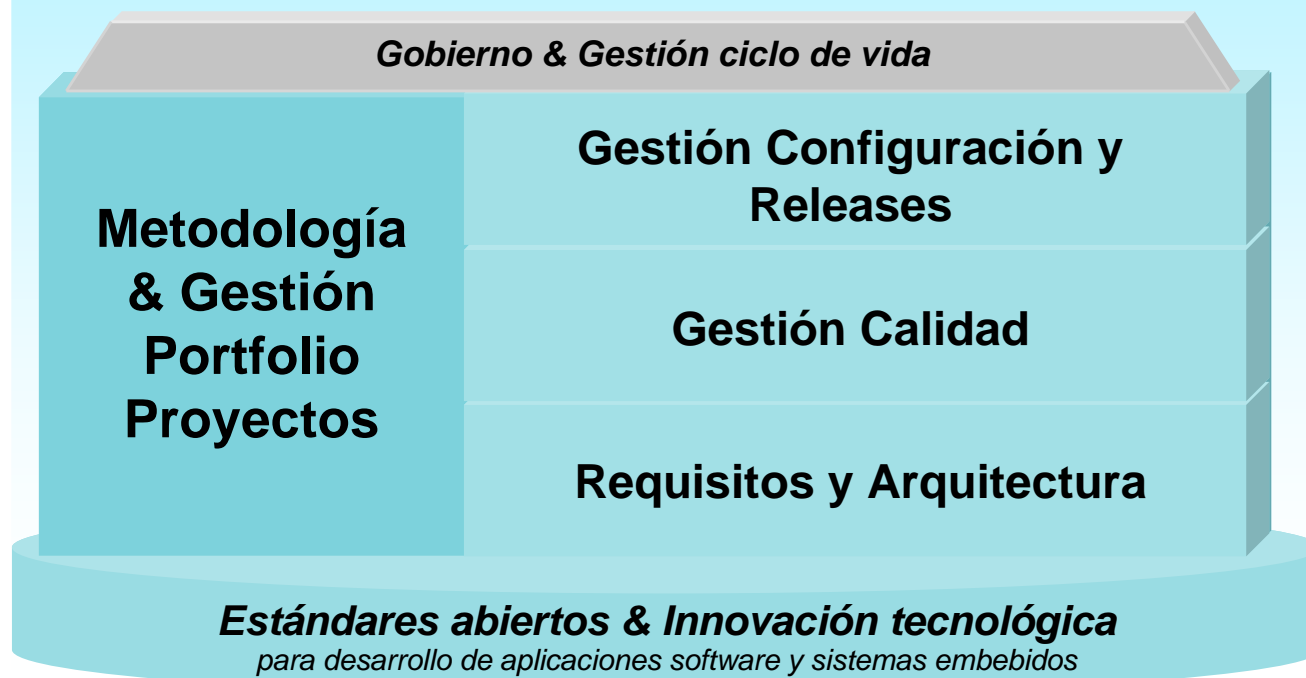 Gobierno & Gestión ciclo de vida
Metodología
& Gestión
Portfolio
Proyectos
Gestión Configuración y
Releases
Gestión Calidad
Requisitos y Arquitectura
Estándares abiertos & Innovación tecnológica
para desarrollo de aplicaciones software y sistemas embebidos